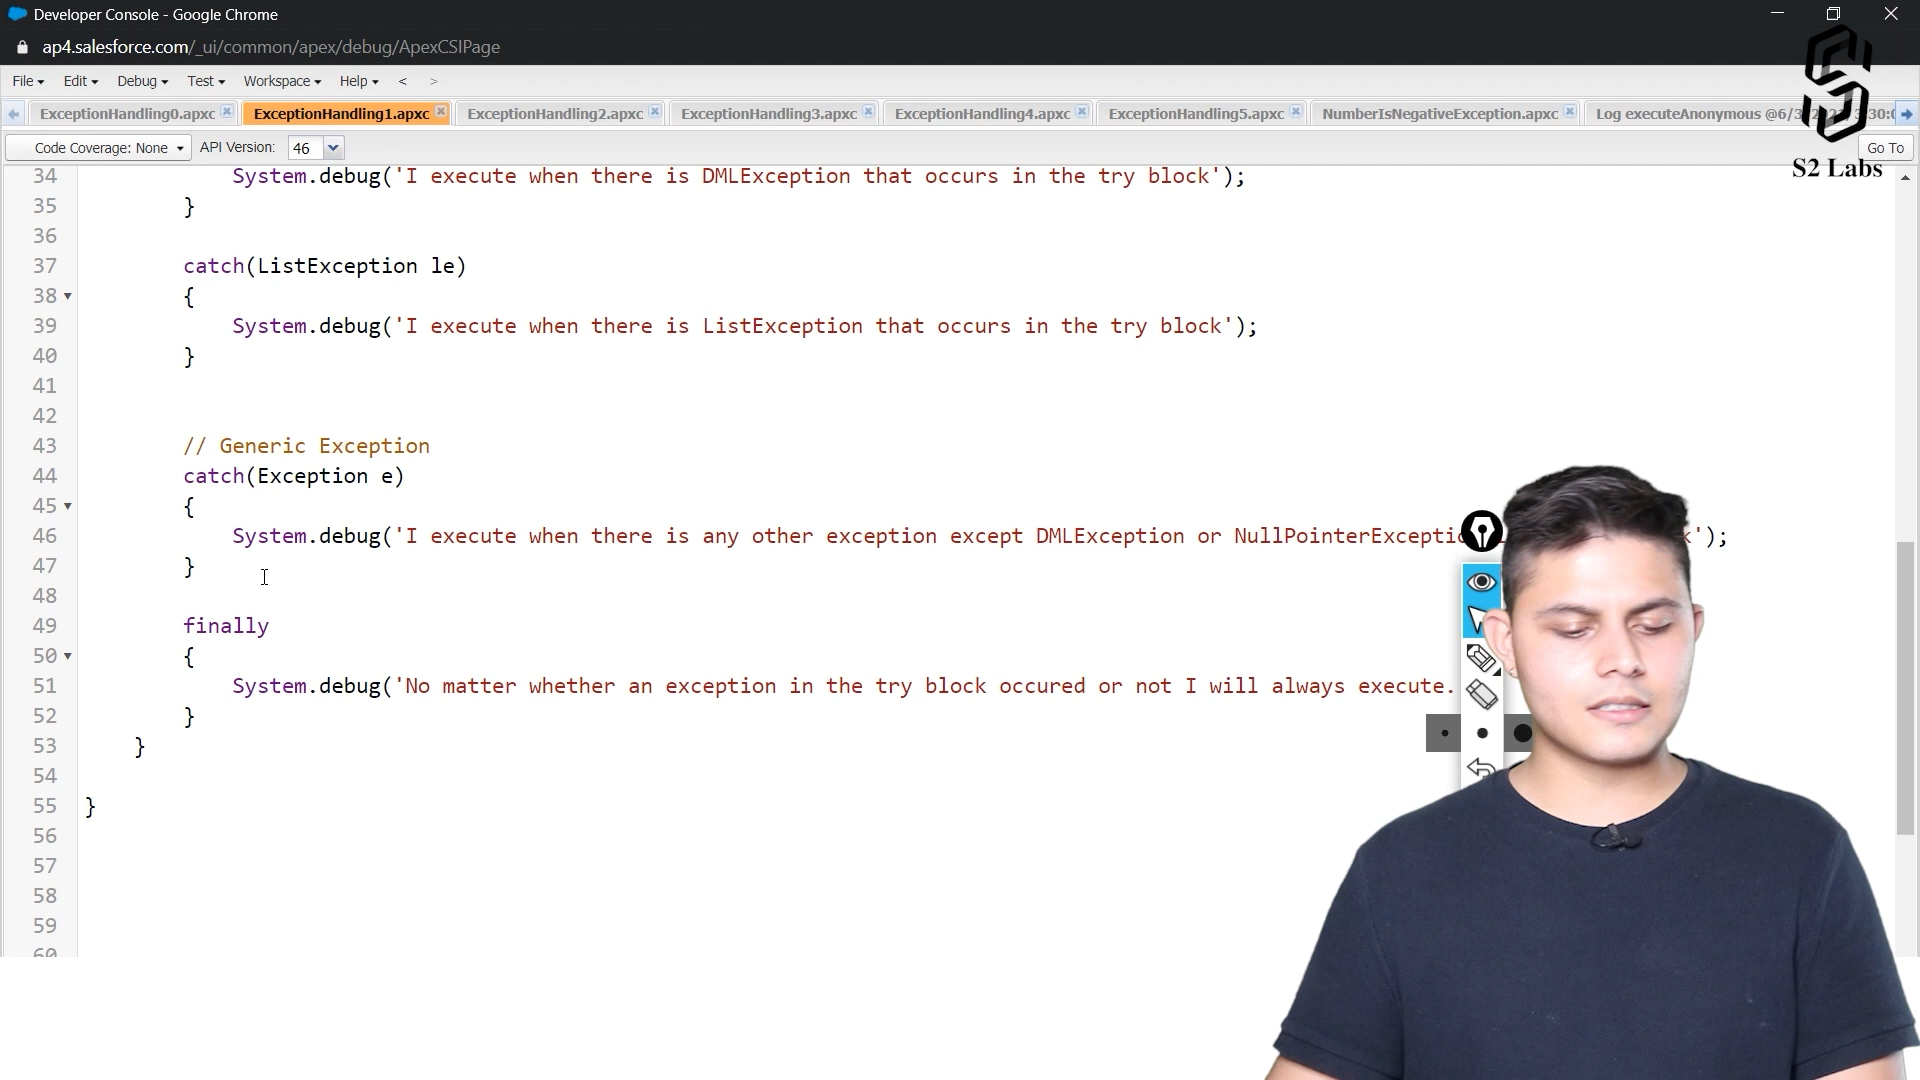 Developer Console - Google Chrome
ap4.salesforce.com/_ui/common/apex/debug/ApexCSIPage
File Edit Debug Test Workspace Help < >
ExceptionHandling0.apxc ExceptionHandling1.apxc ExceptionHandling2.apxc ExceptionHandling3.apxc ExceptionHandling4.apxc ExceptionHandling5.apxc NumberIsNegativeException.apxc Log executeAnonymous
Code Coverage: None API Version: 46 Go To
S2 Labs
34 System.debug('I execute when there is DMLException that occurs in the try block');
35 }
36
37 catch(ListException le)
38 {
39 System.debug('I execute when there is ListException that occurs in the try block');
40 }
41
42
43 // Generic Exception
44 catch(Exception e)
45 {
46 System.debug('I execute when there is any other exception except DMLException or NullPointerExcepti k');
47 }
48
49 finally
50 {
51 System.debug('No matter whether an exception in the try block occured or not I will always execute.
52 }
53 }
54
55 }
56
57
58
59
60